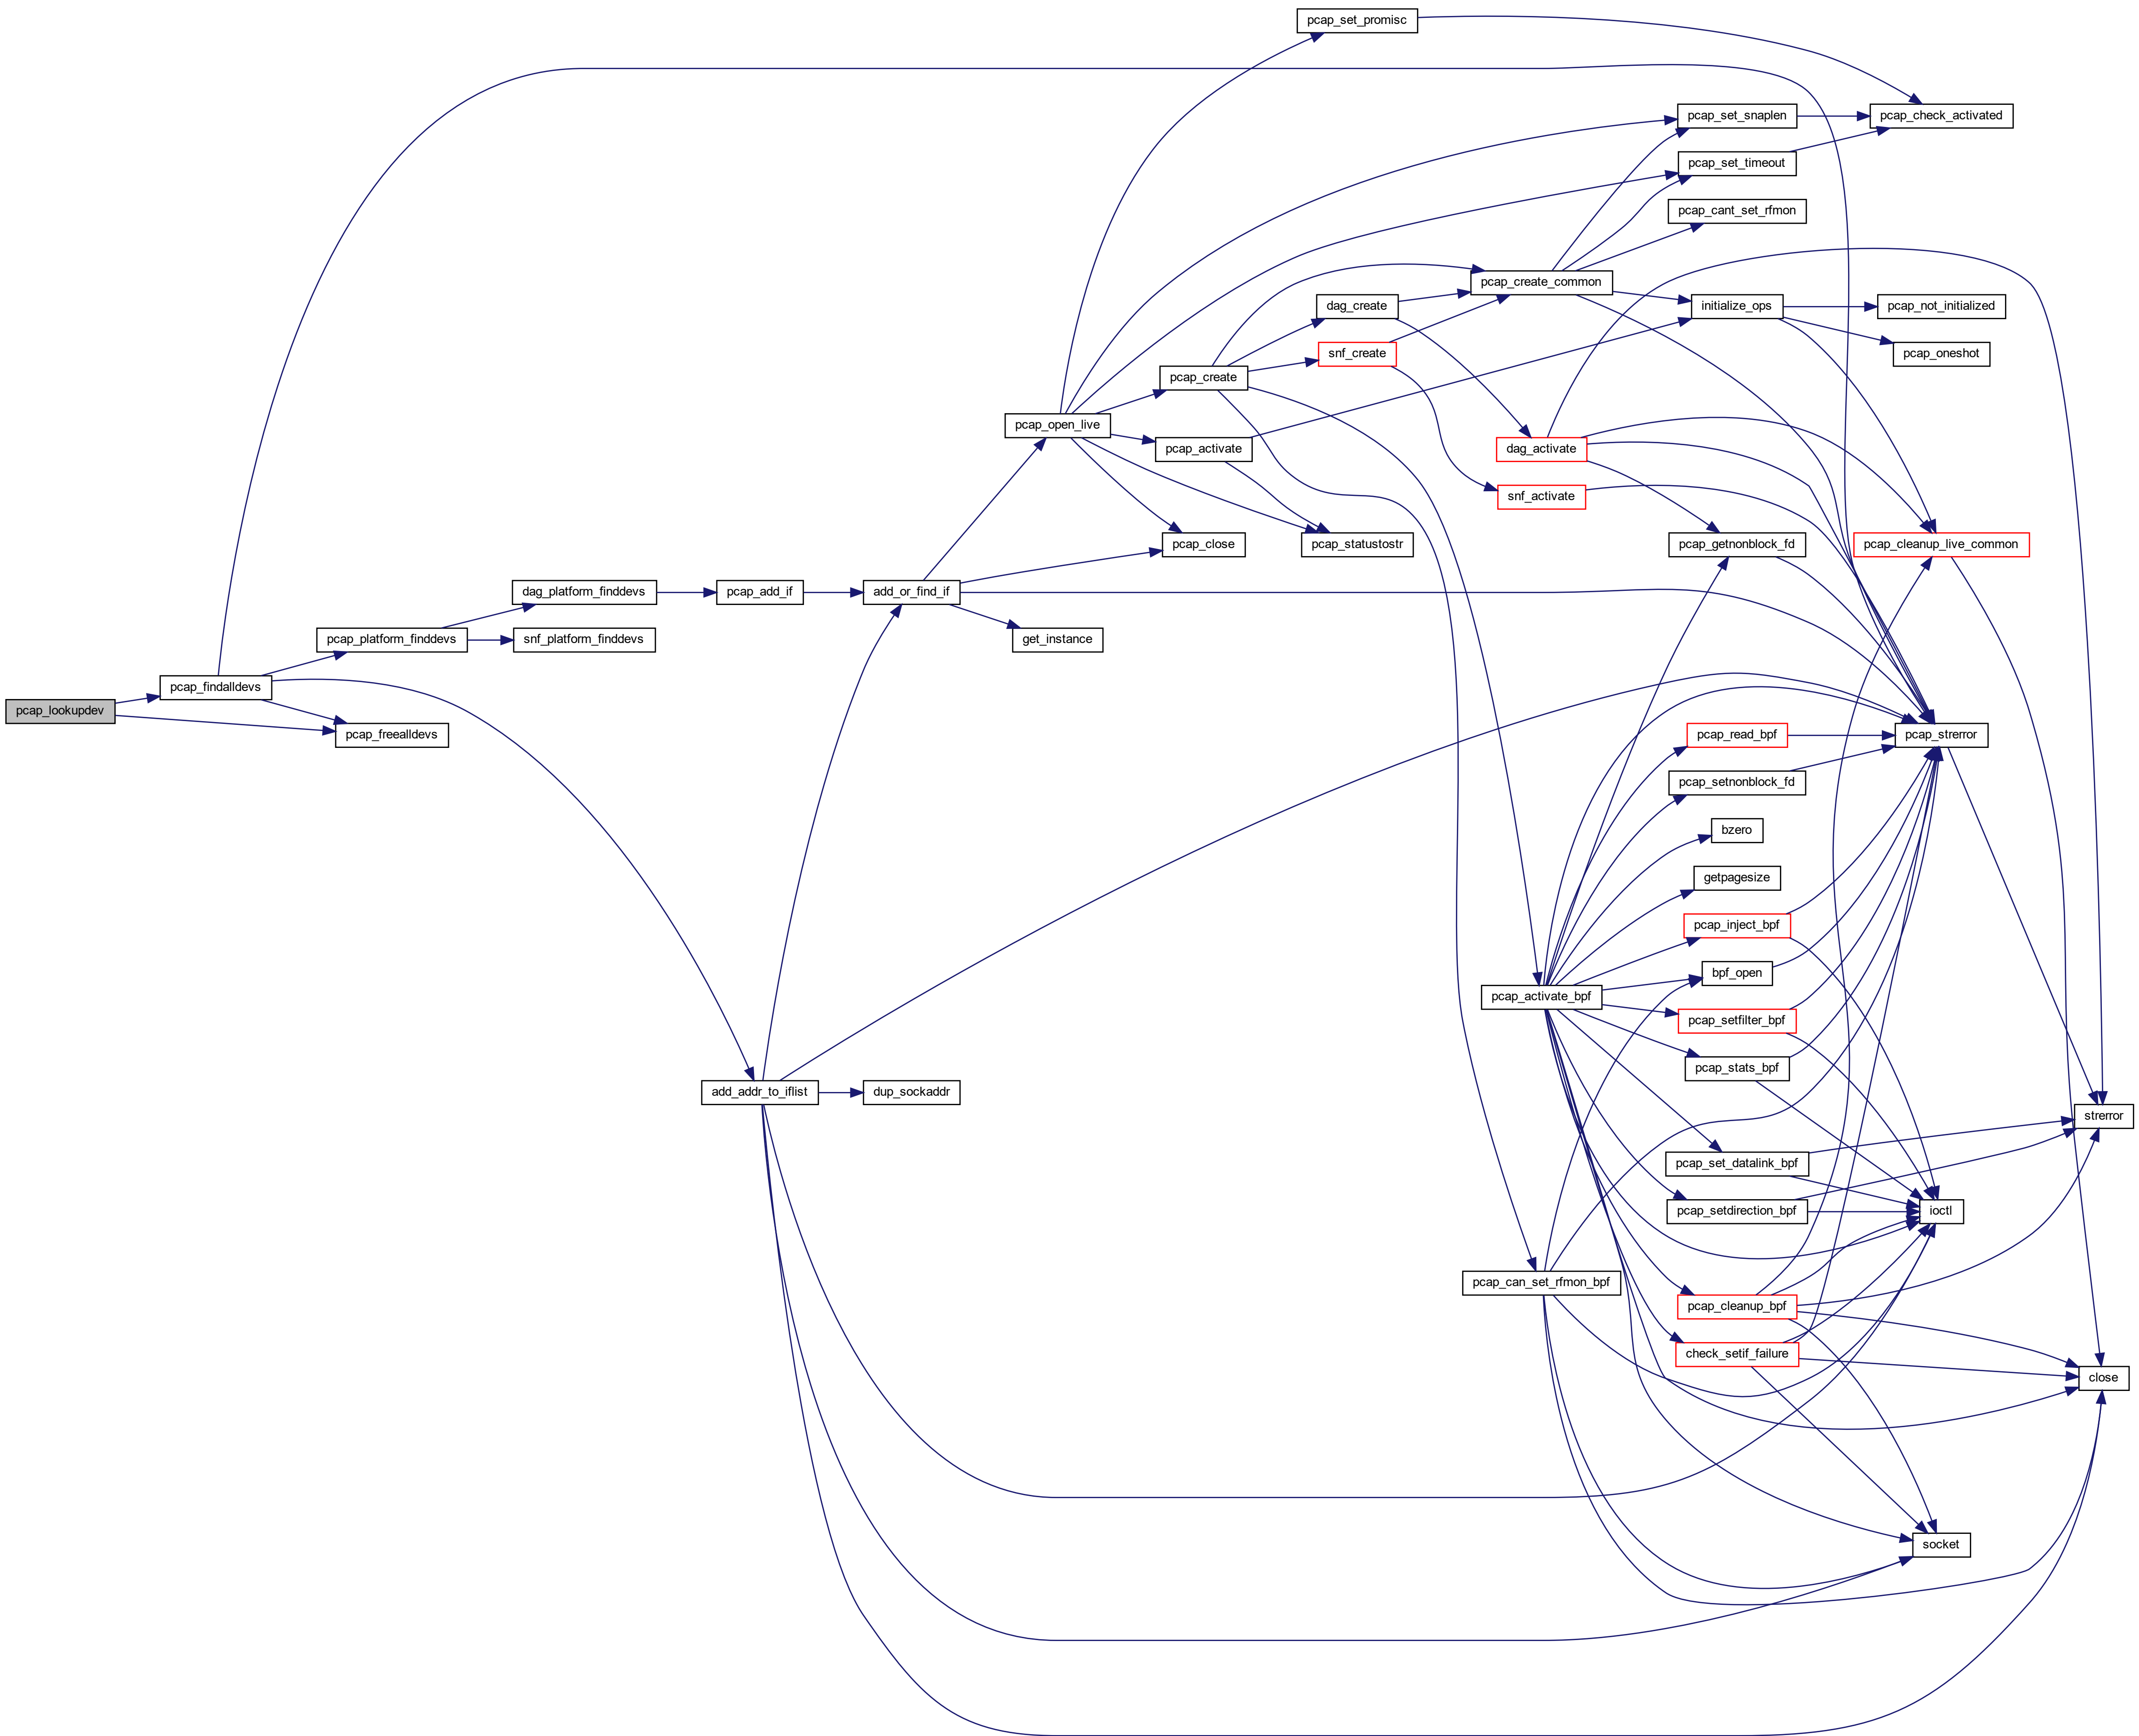 pcap_set_promisc
pcap_set_snaplen
pcap_check_activated
pcap_set_timeout
pcap_cant_set_rfmon
pcap_create_common
dag_create
initialize_ops
pcap_not_initialized
snf_create
pcap_oneshot
pcap_create
pcap_open_live
pcap_activate
dag_activate
snf_activate
pcap_close
pcap_statustostr
pcap_getnonblock_fd
pcap_cleanup_live_common
dag_platform_finddevs
pcap_add_if
add_or_find_if
pcap_platform_finddevs
snf_platform_finddevs
get_instance
pcap_findalldevs
pcap_lookupdev
pcap_freealldevs
pcap_read_bpf
pcap_strerror
pcap_setnonblock_fd
bzero
getpagesize
pcap_inject_bpf
bpf_open
pcap_activate_bpf
pcap_setfilter_bpf
pcap_stats_bpf
add_addr_to_iflist
dup_sockaddr
strerror
pcap_set_datalink_bpf
pcap_setdirection_bpf
ioctl
pcap_can_set_rfmon_bpf
pcap_cleanup_bpf
check_setif_failure
close
socket